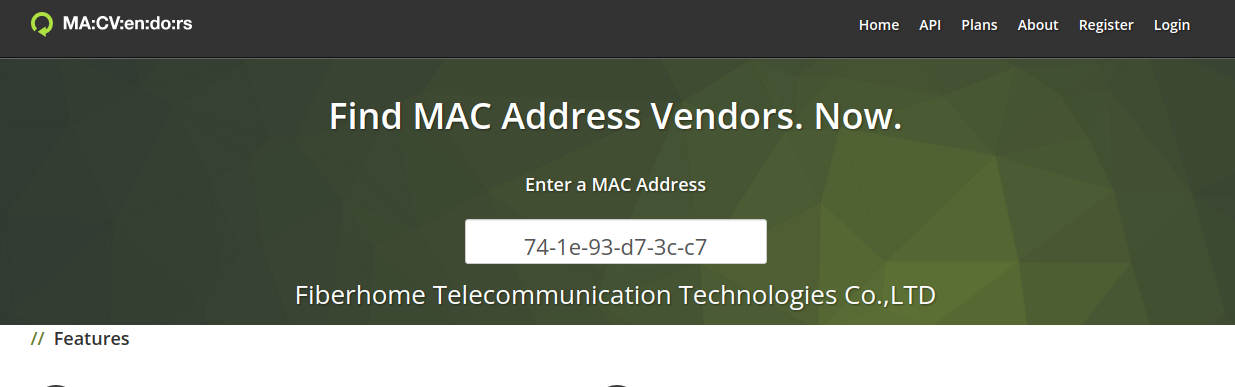 MA:CV:en:do:rs
Home API Plans About Register Login
Find MAC Address Vendors. Now.
Enter a MAC Address
74-1e-93-d7-3c-c7
Fiberhome Telecommunication Technologies Co.,LTD
// Features